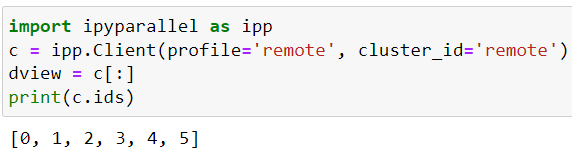 import ipyparallel as ipp
c = ipp.Client(profile='remote', cluster_id='remote')
dview = c[:]
print(c.ids)
[0, 1, 2, 3, 4, 5]